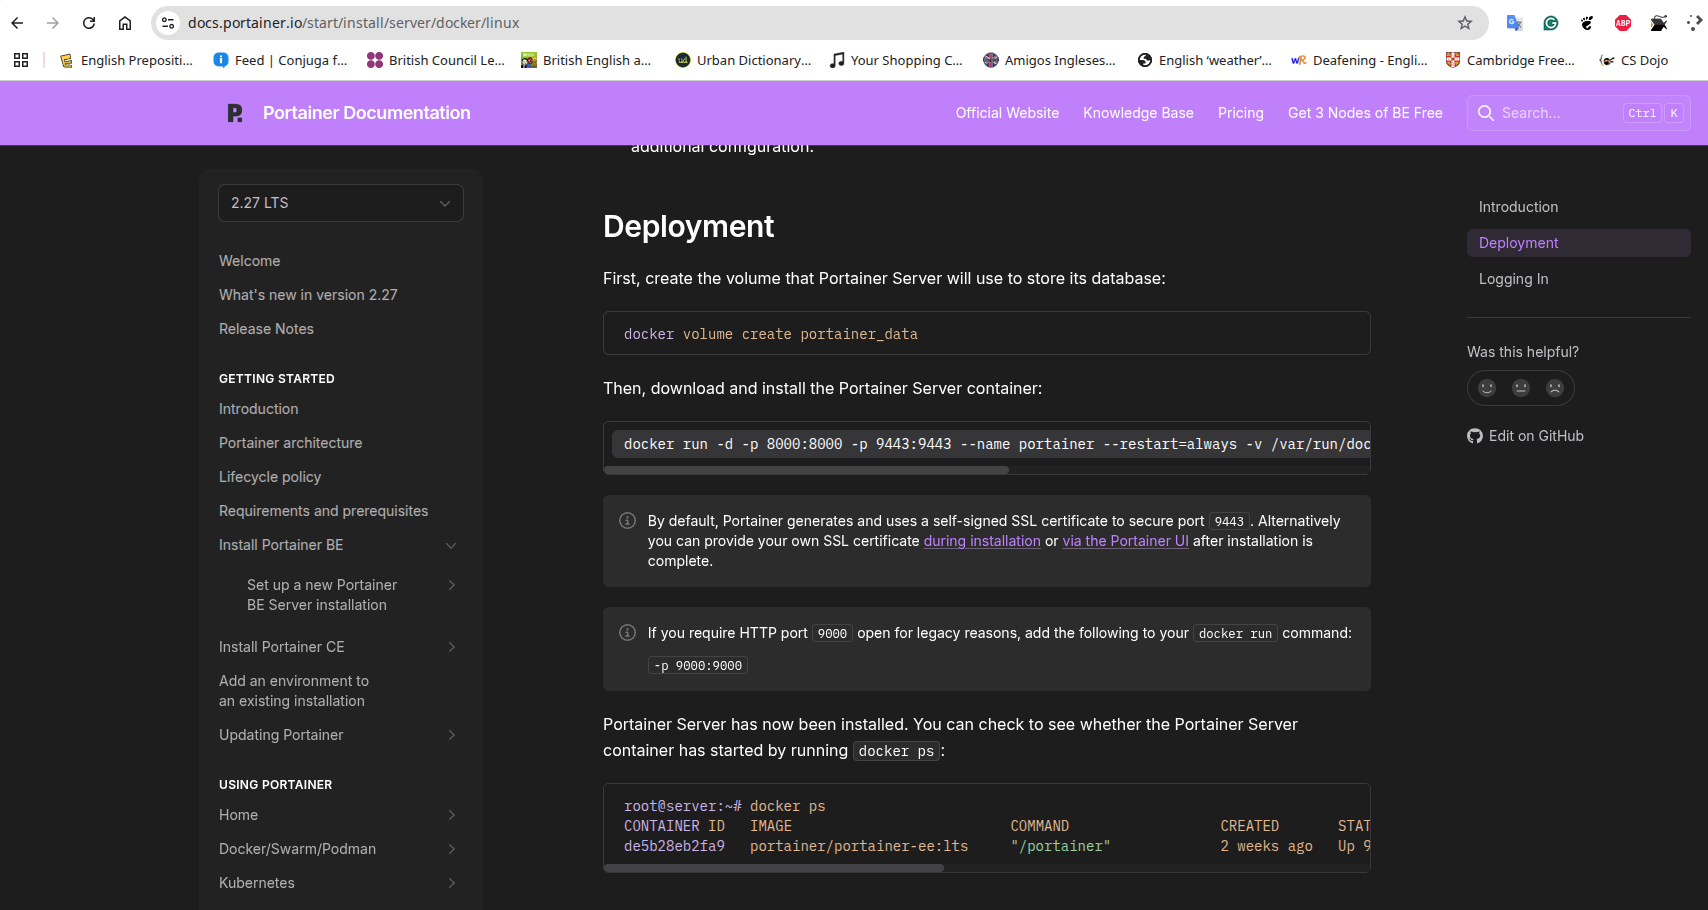 docs.portainer.io/start/install/server/docker/linux
English Prepositi...
Feed | Conjuga f...
British Council Le...
British English a...
Urban Dictionary...
Your Shopping C...
Amigos Ingleses...
English ‘weather’...
Deafening - Engli...
Cambridge Free...
CS Dojo
Portainer Documentation
Official Website
Knowledge Base
Pricing
Get 3 Nodes of BE Free
Search...
Ctrl
K
2.27 LTS
Welcome
What's new in version 2.27
Release Notes
GETTING STARTED
Introduction
Portainer architecture
Lifecycle policy
Requirements and prerequisites
Install Portainer BE
Set up a new Portainer
BE Server installation
Install Portainer CE
Add an environment to
an existing installation
Updating Portainer
USING PORTAINER
Home
Docker/Swarm/Podman
Kubernetes
additional configuration.
Deployment
First, create the volume that Portainer Server will use to store its database:
docker volume create portainer_data
Then, download and install the Portainer Server container:
docker run -d -p 8000:8000 -p 9443:9443 --name portainer --restart=always -v /var/run/doc
By default, Portainer generates and uses a self-signed SSL certificate to secure port 9443. Alternatively
you can provide your own SSL certificate during installation or via the Portainer UI after installation is
complete.
If you require HTTP port 9000 open for legacy reasons, add the following to your docker run command:
-p 9000:9000
Portainer Server has now been installed. You can check to see whether the Portainer Server
container has started by running docker ps:
root@server:~# docker ps
CONTAINER ID IMAGE COMMAND CREATED STAT
de5b28eb2fa9 portainer/portainer-ee:lts "/portainer" 2 weeks ago Up 9
Introduction
Deployment
Logging In
Was this helpful?
Edit on GitHub